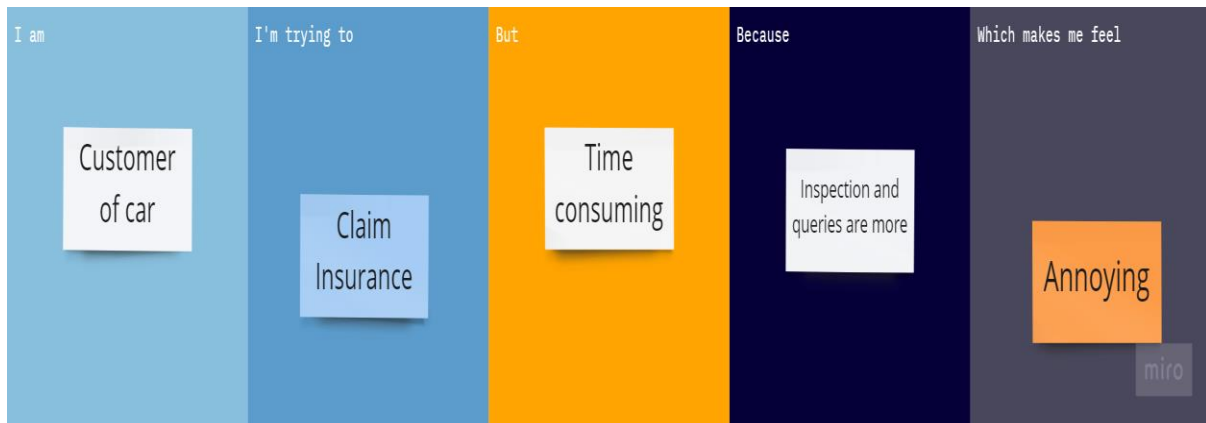 I am
I'm trying to
But
Because
Which makes me feel
Customer
of car
Claim
Insurance
Time
consuming
Inspection and
queries are more
Annoying
miro